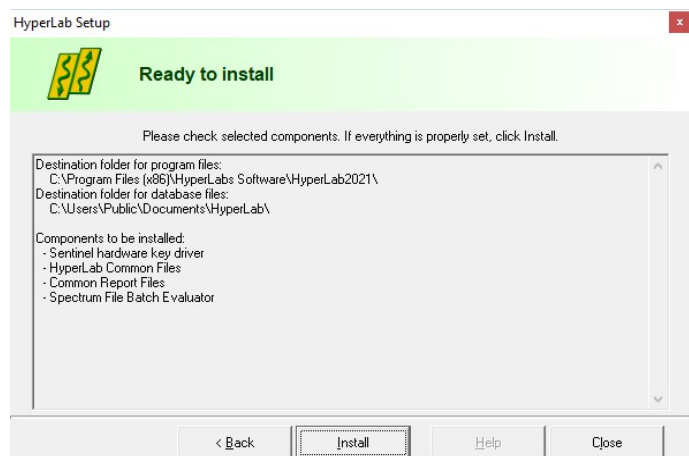 HyperLab Setup
x
Ready to install
Please check selected components. If everything is properly set, click Install.
Destination folder for program files:
C:\Program Files (x86)\HyperLabs Software\HyperLab2021\
Destination folder for database files:
C:\Users\Public\Documents\HyperLab\
Components to be installed:
- Sentinel hardware key driver
- HyperLab Common Files
- Common Report Files
- Spectrum File Batch Evaluator
< Back Install Help Close